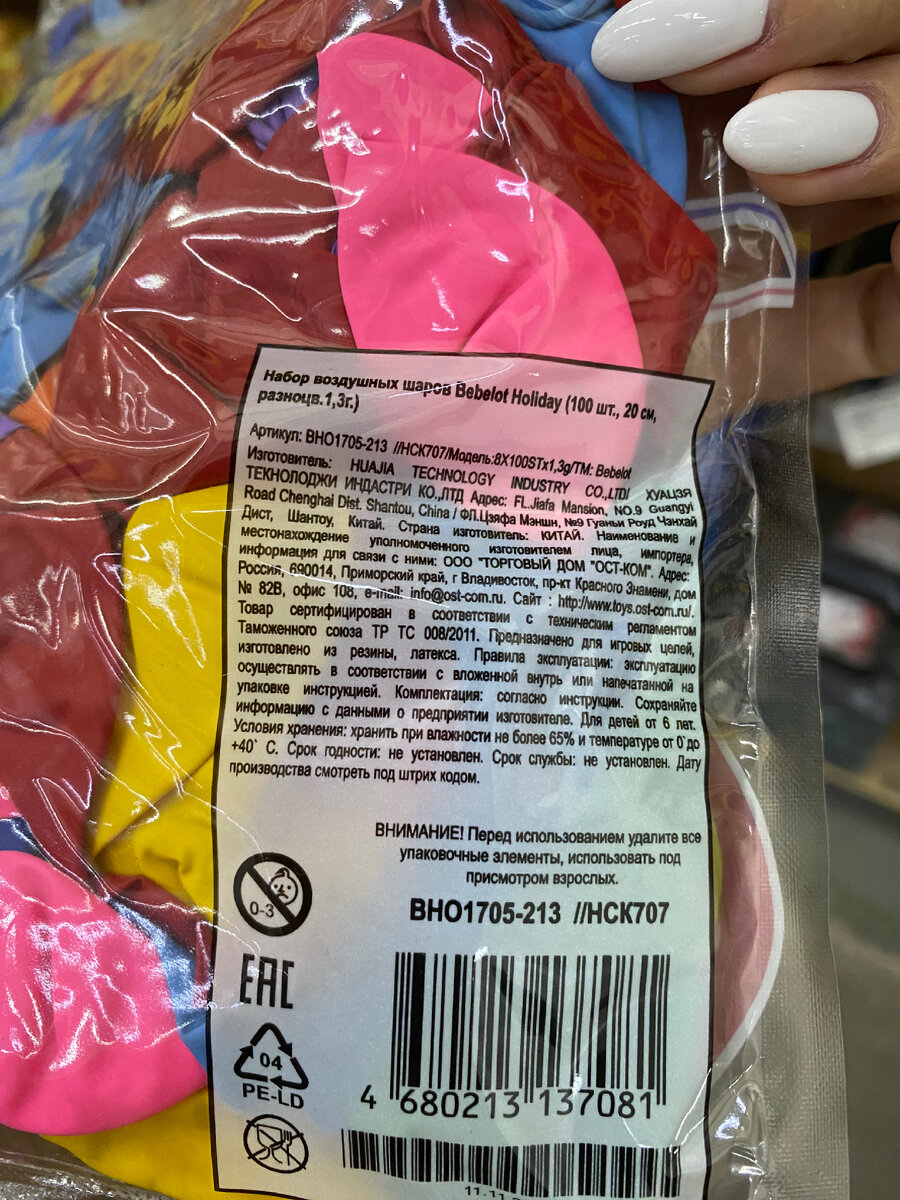 Набор воздушных шаров Bebelot Holiday (100 шт., 20 см,
разноцв.1,3г.)
Артикул: BHO1705-213 //НСК707/Модель:8X100STx1,3g/ТМ: Bebelot
Изготовитель: HUAJIA TECHNOLOGY INDUSTRY CO.,LTD/ ХУАЦЗЯ
ТЕКНОЛОДЖИ ИНДАСТРИ КО.,ЛТД Адрес: FL.Jiafa Mansion, NO.9 Guangyi
Road Chenghai Dist. Shantou, China / ФЛ.Цзяфа Мэншн, №9 Гуаньи Роуд Чэнхай
Дист, Шантоу, Китай. Страна изготовитель: КИТАЙ. Наименование и
местонахождение уполномоченного изготовителем лица, импортера,
информация для связи с ними: ООО "ТОРГОВЫЙ ДОМ "ОСТ-КОМ". Адрес:
Россия, 690014, Приморский край, г Владивосток, пр-кт Красного Знамени, дом
№ 82В, офис 108, e-mail: info@ost-com.ru. Сайт : http://www.toys.ost-com.ru/.
Товар сертифицирован в соответствии с техническим регламентом
Таможенного союза ТР ТС 008/2011. Предназначено для игровых целей,
изготовлено из резины, латекса. Правила эксплуатации: эксплуатацию
осуществлять в соответствии с вложенной внутрь или напечатанной на
упаковке инструкцией. Комплектация: согласно инструкции. Сохраняйте
информацию с данными о предприятии изготовителе. Для детей от 6 лет.
Условия хранения: хранить при влажности не более 65% и температуре от 0˚до
+40˚ С. Срок годности: не установлен. Срок службы: не установлен. Дату
производства смотреть под штрих кодом.
ВНИМАНИЕ! Перед использованием удалите все
упаковочные элементы, использовать под
присмотром взрослых.
0-3
BHO1705-213 //НСК707
EAC
04
PE-LD
4 680213 137081